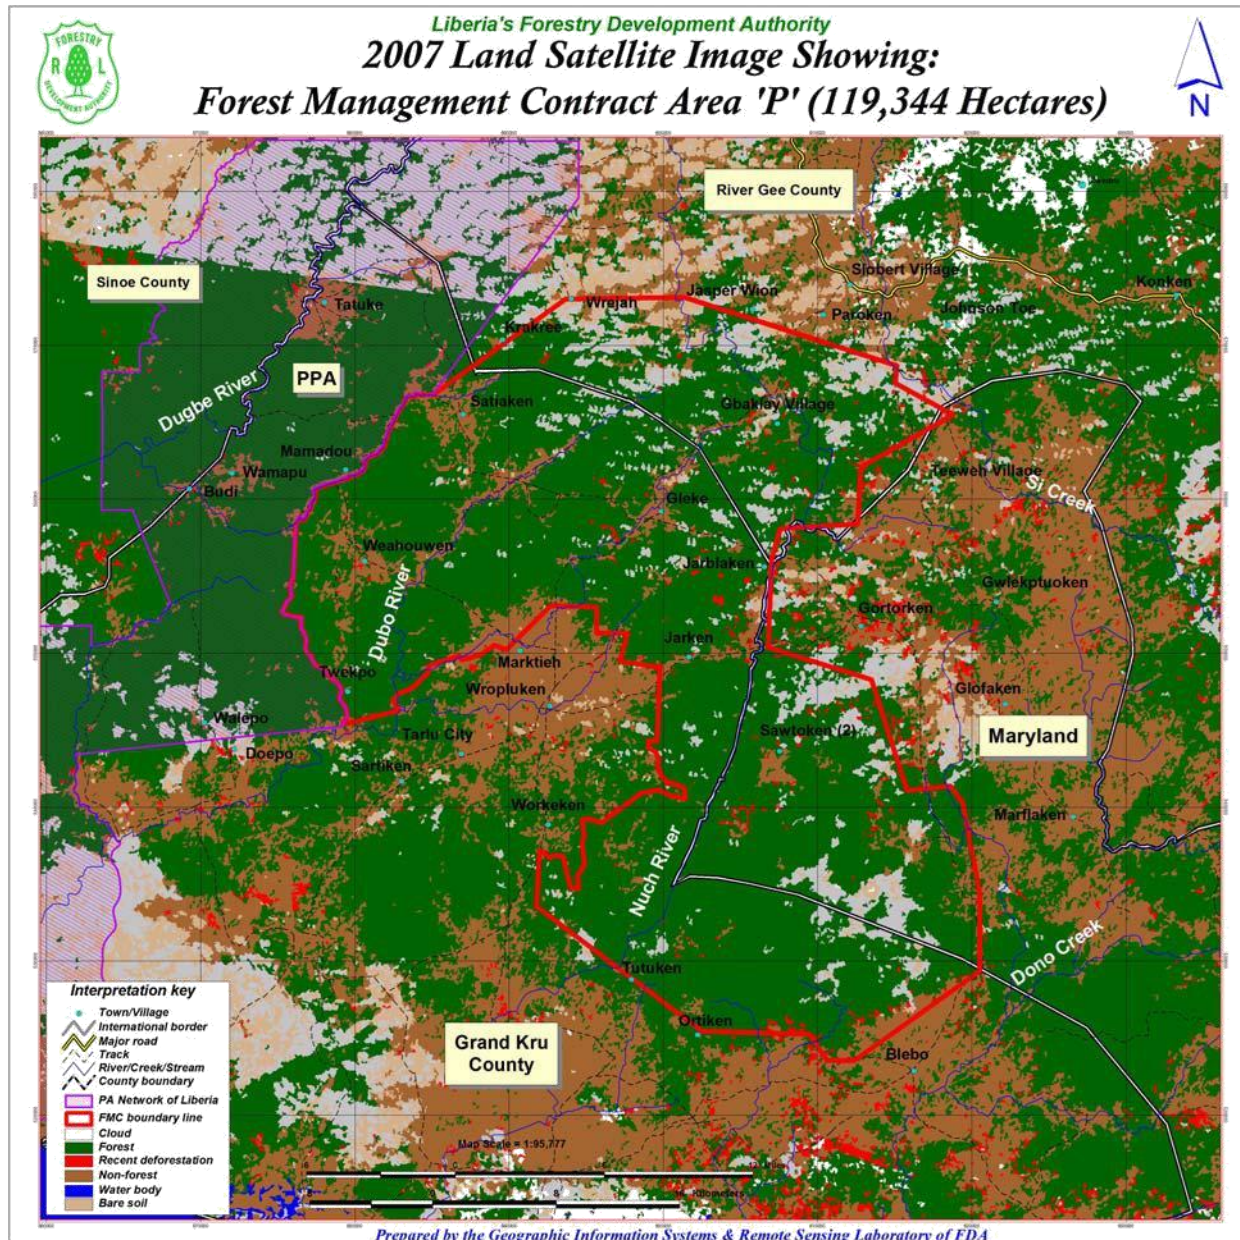 Liberia's Forestry Development Authority
2007 Land Satellite Image Showing:
Forest Management Contract Area 'P' (119,344 Hectares)
FORESTRY
R L
DEVELOPMENT AUTHORITY
N
River Gee County
Sinoe County
Slobert Village
Konken
Tatuke
Wrejah
Jasper Wion
Paroken
Johnson Toe
Krakree
PPA
Dugbe River
Satiaken
Gbaklay Village
Mamadou
Wamapu
Budi
Teeweh Village
Si Creek
Gleke
Weahouwen
Jarblaken
Gwlekptuoken
Dubo River
Gortorken
Jarken
Marktieh
Twekpo
Wropluken
Glofaken
Walepo
Doepo
Tarlu City
Sawtoken (2)
Maryland
Sarfiken
Workeken
Marflaken
Nuch River
Dono Creek
Tutuken
Ortiken
Grand Kru
County
Blebo
Interpretation key
Town/Village
International border
Major road
Track
River/Creek/Stream
County boundary
PA Network of Liberia
FMC boundary line
Cloud
Forest
Recent deforestation
Non-forest
Water body
Bare soil
Map Scale = 1:95,777
Kilometers
Prepared by the Geographic Information Systems & Remote Sensing Laboratory of FDA